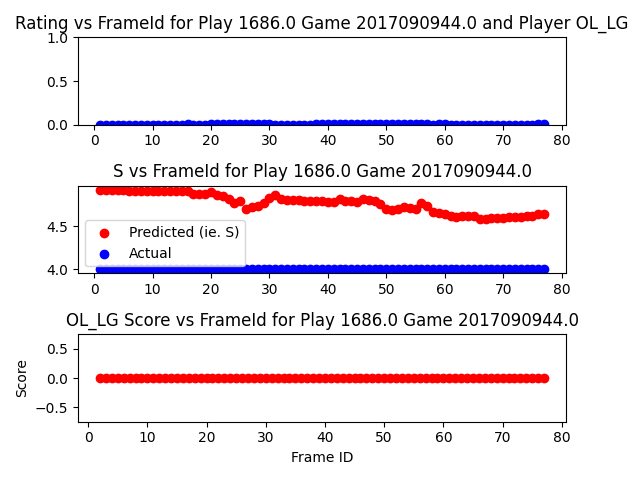 Rating vs FrameId for Play 1686.0 Game 2017090944.0 and Player OL_LG
1.0
0.5
0.0
0 10 20 30 40 50 60 70 80
S vs FrameId for Play 1686.0 Game 2017090944.0
4.5
Predicted (ie. S)
Actual
4.0
0 10 20 30 40 50 60 70 80
OL_LG Score vs FrameId for Play 1686.0 Game 2017090944.0
Score
0.5
0.0
−0.5
0 10 20 30 40 50 60 70 80
Frame ID